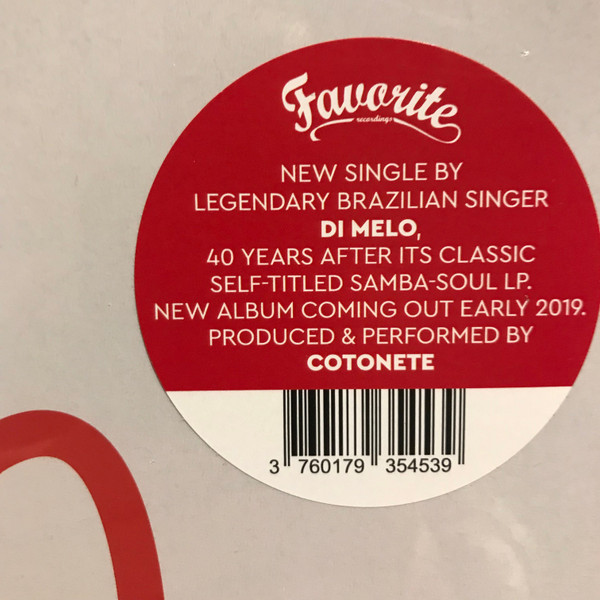 Favorite
recordings
NEW SINGLE BY
LEGENDARY BRAZILIAN SINGER
DI MELO,
40 YEARS AFTER ITS CLASSIC
SELF-TITLED SAMBA-SOUL LP.
NEW ALBUM COMING OUT EARLY 2019.
PRODUCED & PERFORMED BY
COTONETE
3 760179 354539